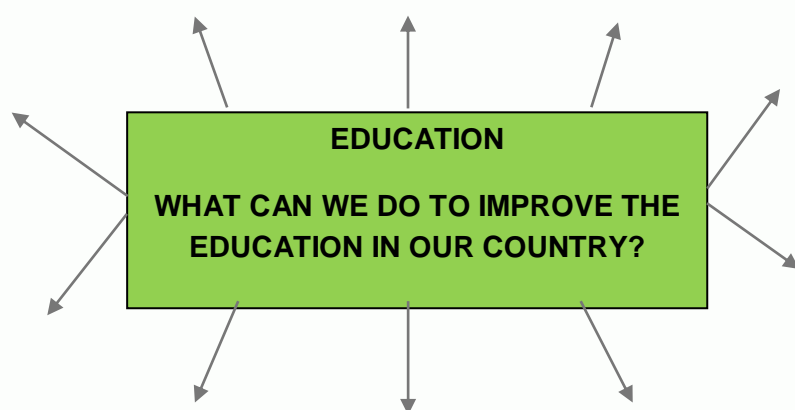 EDUCATION
WHAT CAN WE DO TO IMPROVE THE
EDUCATION IN OUR COUNTRY?